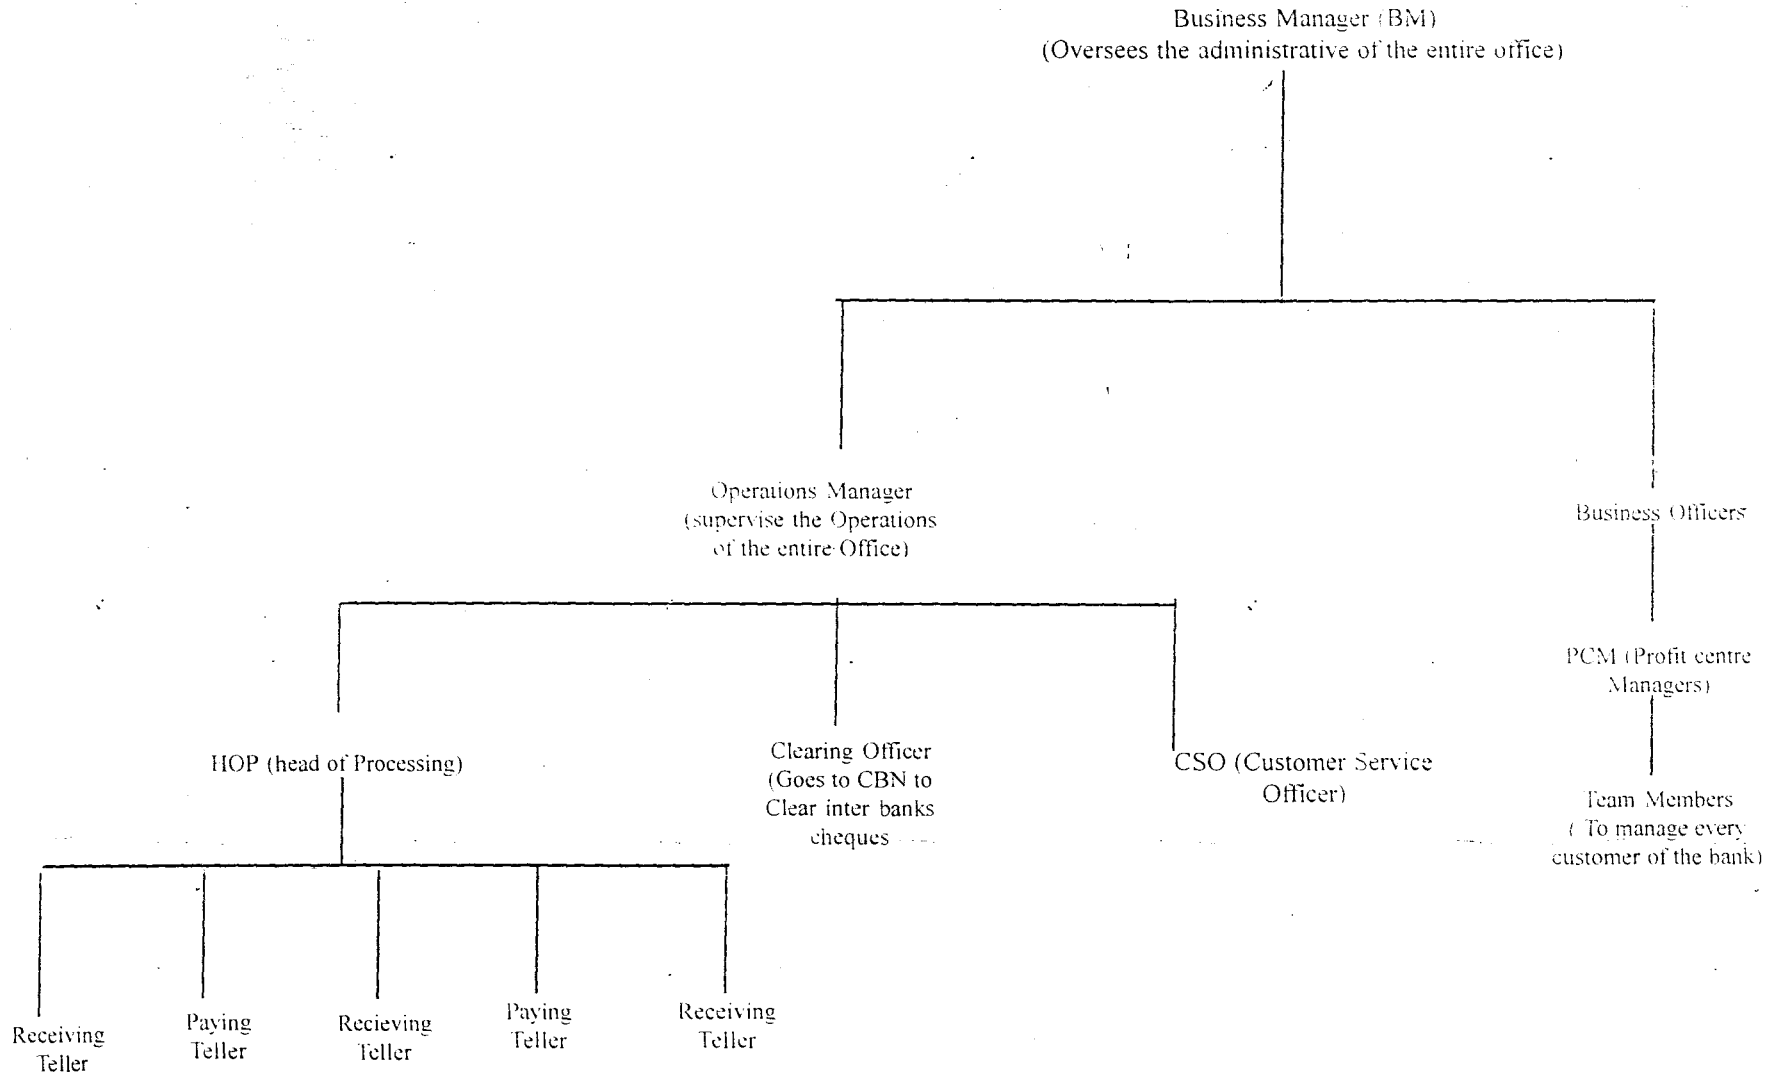 Business Manager (BM)
(Oversees the administrative of the entire office)
Operations Manager
(supervise the Operations
of the entire Office)
Business Officers
PCM (Profit centre
Managers)
HOP (head of Processing)
Clearing Officer
(Goes to CBN to
Clear inter banks
cheques
CSO (Customer Service
Officer)
Team Members
( To manage every
customer of the bank)
Receiving
Teller
Paying
Teller
Recieving
Teller
Paying
Teller
Receiving
Teller